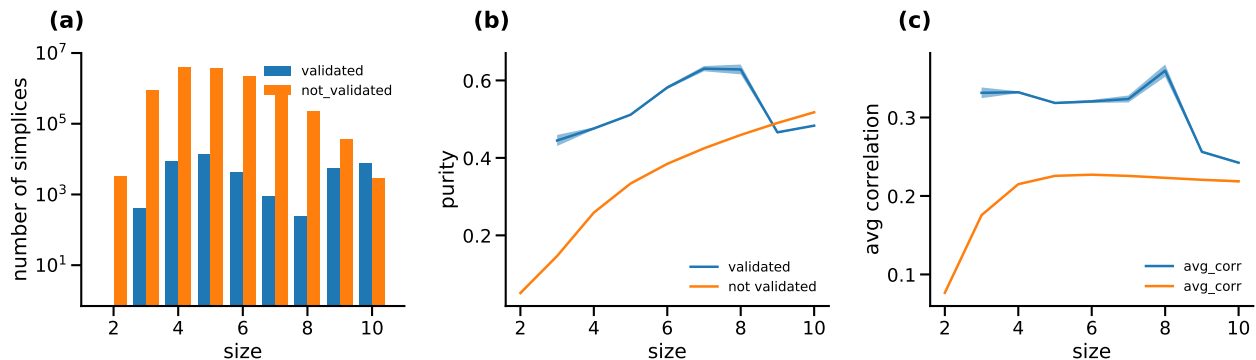 (a)
number of simplices
10^7
10^5
10^3
10^1
validated
not_validated
2 4 6 8 10
size
(b)
purity
0.6
0.4
0.2
validated
not validated
2 4 6 8 10
size
(c)
avg correlation
0.3
0.2
0.1
avg_corr
avg_corr
2 4 6 8 10
size